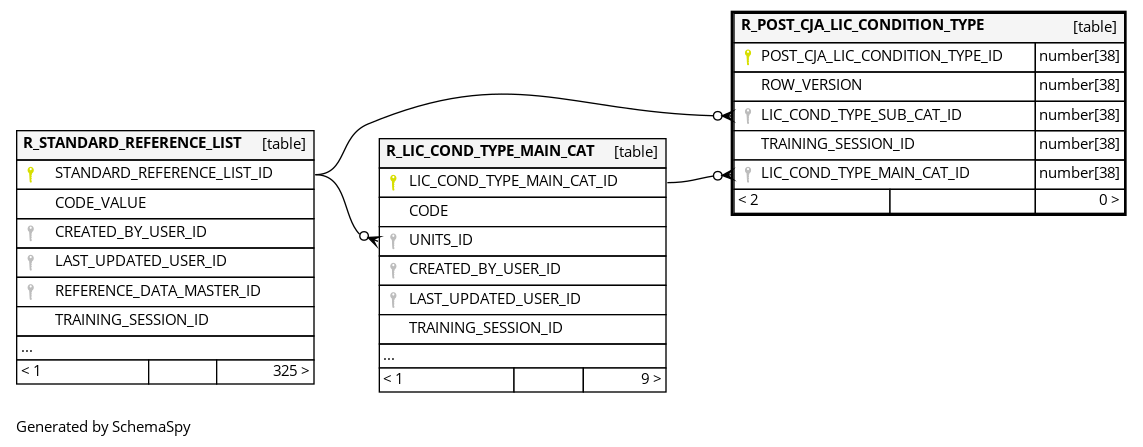 R_POST_CJA_LIC_CONDITION_TYPE [table]
POST_CJA_LIC_CONDITION_TYPE_ID number[38]
ROW_VERSION number[38]
LIC_COND_TYPE_SUB_CAT_ID number[38]
TRAINING_SESSION_ID number[38]
LIC_COND_TYPE_MAIN_CAT_ID number[38]
< 2 0 >
R_STANDARD_REFERENCE_LIST [table]
STANDARD_REFERENCE_LIST_ID
CODE_VALUE
CREATED_BY_USER_ID
LAST_UPDATED_USER_ID
REFERENCE_DATA_MASTER_ID
TRAINING_SESSION_ID
...
< 1 325 >
R_LIC_COND_TYPE_MAIN_CAT [table]
LIC_COND_TYPE_MAIN_CAT_ID
CODE
UNITS_ID
CREATED_BY_USER_ID
LAST_UPDATED_USER_ID
TRAINING_SESSION_ID
...
< 1 9 >
Generated by SchemaSpy